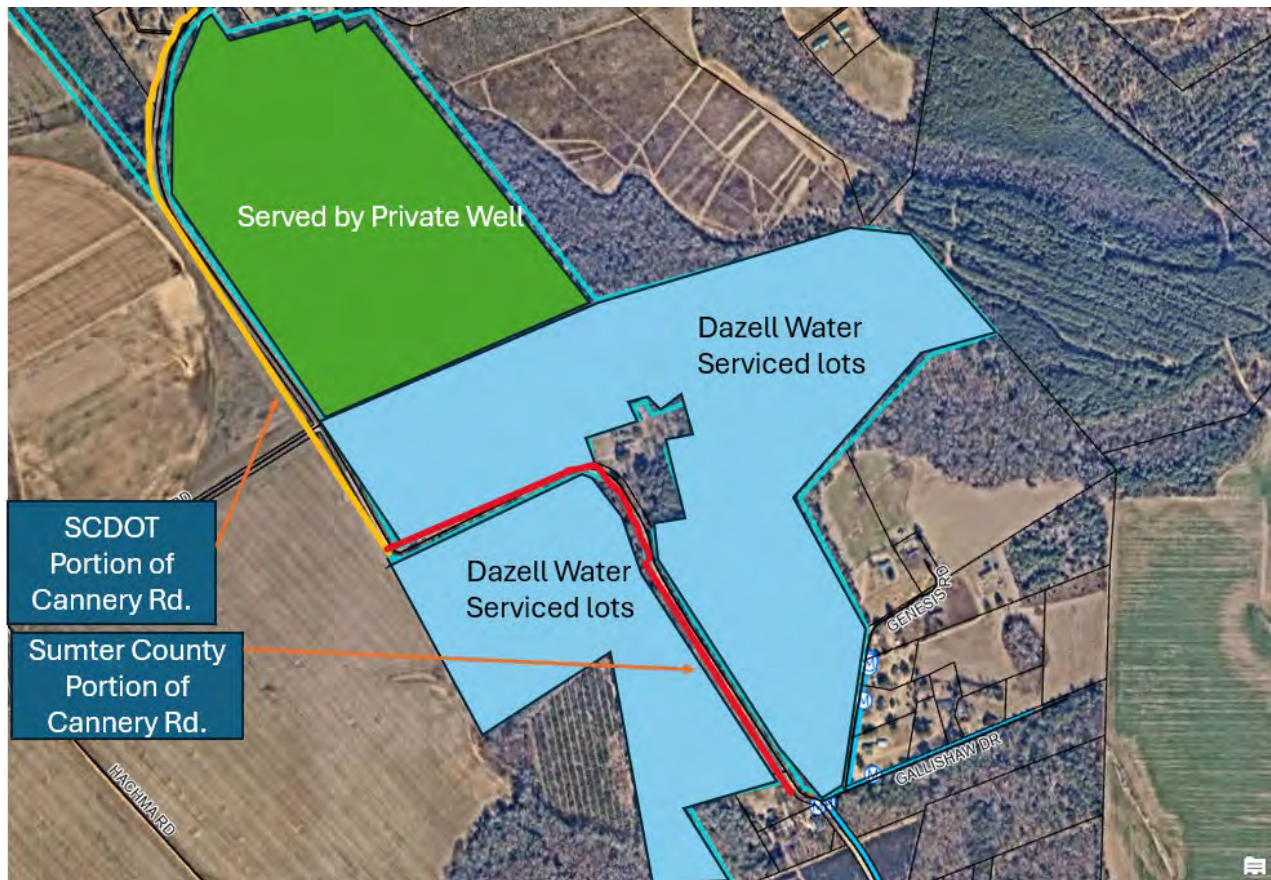 Served by Private Well
Dazell Water
Serviced lots
RD
SCDOT
Portion of
Cannery Rd.
Dazell Water
Serviced lots
GENESIS RD
Sumter County
Portion of
Cannery Rd.
M
M
GALLISHAW DR
M
HACHMA RD
M